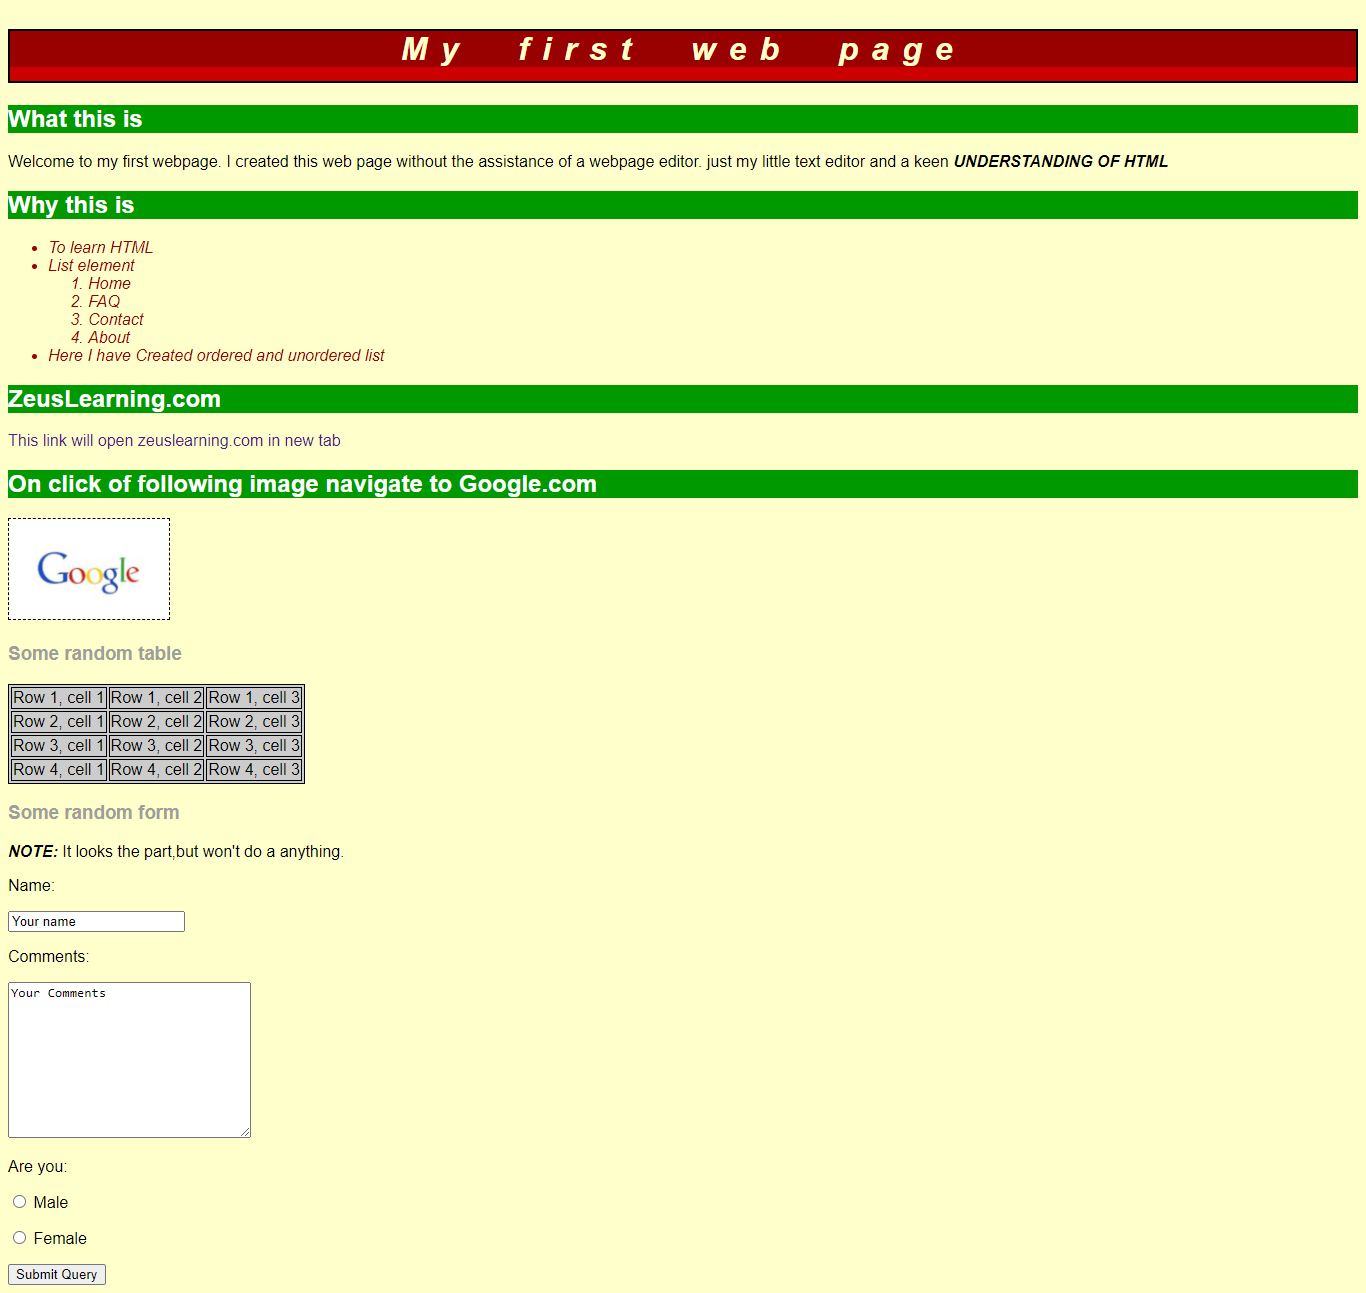 My first web page
What this is
Welcome to my first webpage. I created this web page without the assistance of a webpage editor. just my little text editor and a keen UNDERSTANDING OF HTML
Why this is
• To learn HTML
• List element
1. Home
2. FAQ
3. Contact
4. About
• Here I have Created ordered and unordered list
ZeusLearning.com
This link will open zeuslearning.com in new tab
On click of following image navigate to Google.com
Google
Some random table
Row 1, cell 1 Row 1, cell 2 Row 1, cell 3
Row 2, cell 1 Row 2, cell 2 Row 2, cell 3
Row 3, cell 1 Row 3, cell 2 Row 3, cell 3
Row 4, cell 1 Row 4, cell 2 Row 4, cell 3
Some random form
NOTE: It looks the part,but won't do a anything.
Name:
Your name
Comments:
Your Comments
Are you:
Male
Female
Submit Query